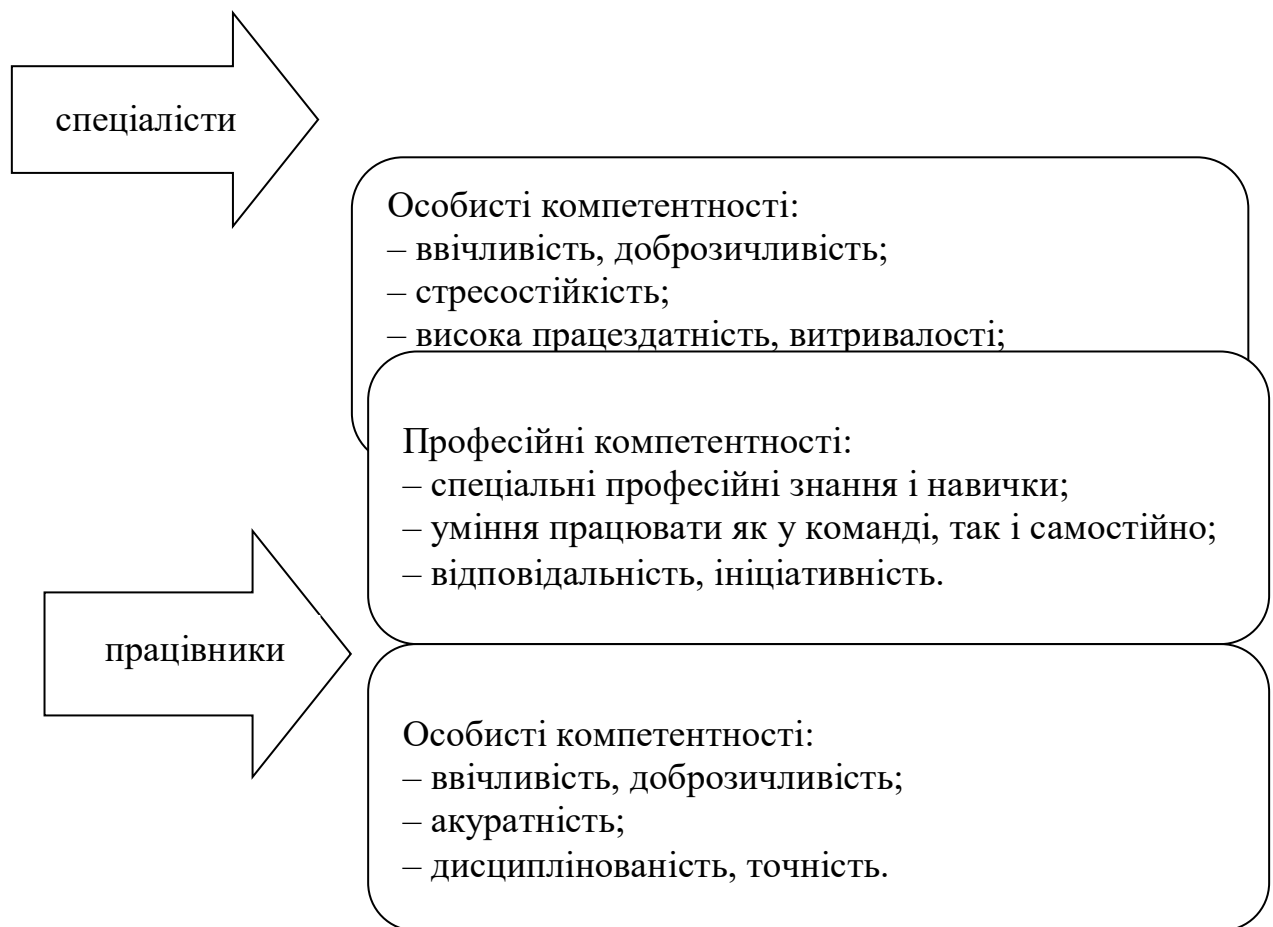 спеціалісти
Особисті компетентності:
– ввічливість, доброзичливість;
– стресостійкість;
– висока працездатність, витривалості;
Професійні компетентності:
– спеціальні професійні знання і навички;
– уміння працювати як у команді, так і самостійно;
– відповідальність, ініціативність.
працівники
Особисті компетентності:
– ввічливість, доброзичливість;
– акуратність;
– дисциплінованість, точність.